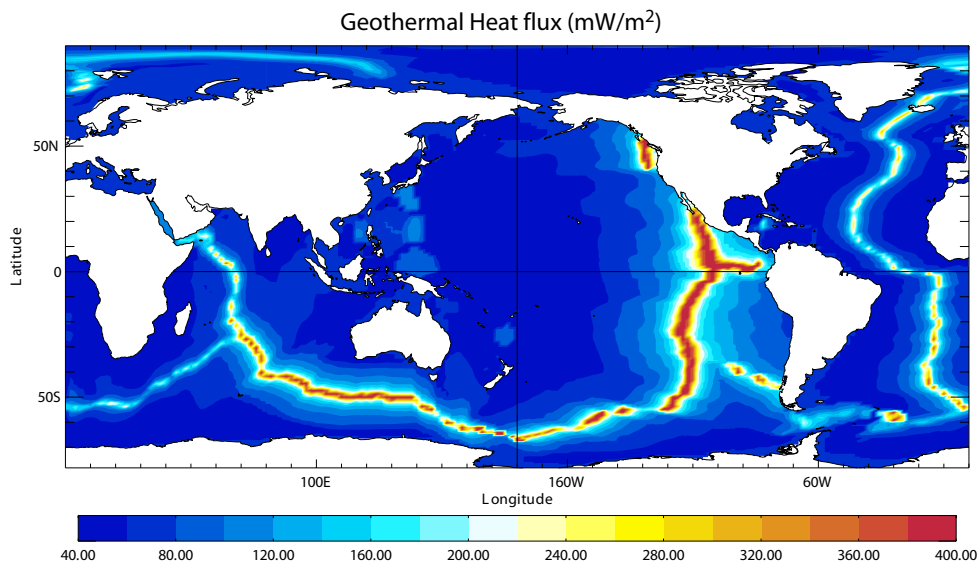 Geothermal Heat flux (mW/m²)
50N
0
50S
Latitude
100E 160W 60W
Longitude
40.00 80.00 120.00 160.00 200.00 240.00 280.00 320.00 360.00 400.00